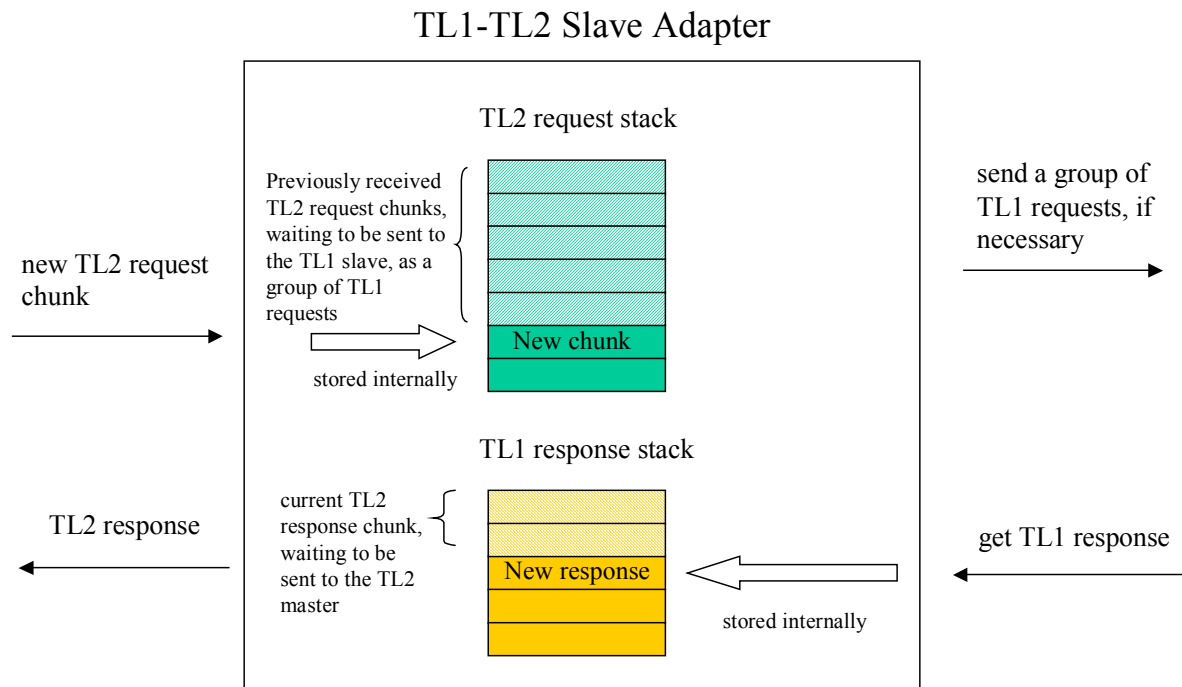 TL1-TL2 Slave Adapter
TL2 request stack
Previously received
TL2 request chunks,
waiting to be sent to
the TL1 slave, as a
group of TL1
requests
send a group of
TL1 requests, if
necessary
new TL2 request
chunk
New chunk
stored internally
TL1 response stack
current TL2
response chunk,
waiting to be
sent to the TL2
master
TL2 response
get TL1 response
New response
stored internally